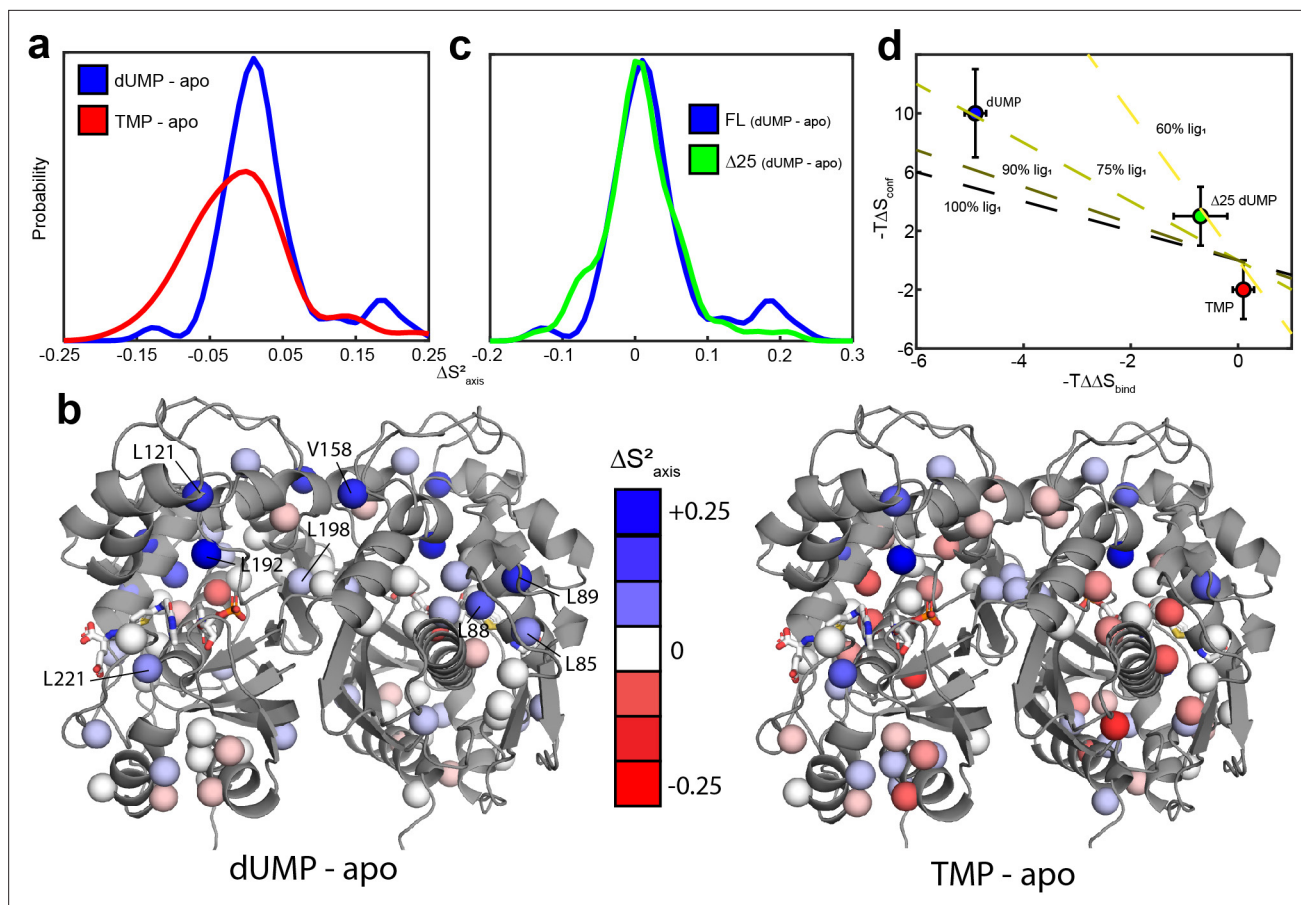 a
dUMP - apo
TMP - apo
Probability
-0.25
-0.15
-0.05
0.05
0.15
0.25
c
FL (dUMP - apo)
Δ25 (dUMP - apo)
-0.2
-0.1
0
0.1
0.2
0.3
ΔS²axis
d
dUMP
60% lig₁
90% lig₁
75% lig₁
100% lig₁
Δ25 dUMP
TMP
10
6
2
-2
-6
-TΔSconf
-6
-4
-2
0
-TΔΔSbind
b
L121
V158
L198
L192
L89
L88
L85
L221
ΔS²axis
+0.25
0
-0.25
dUMP - apo
TMP - apo